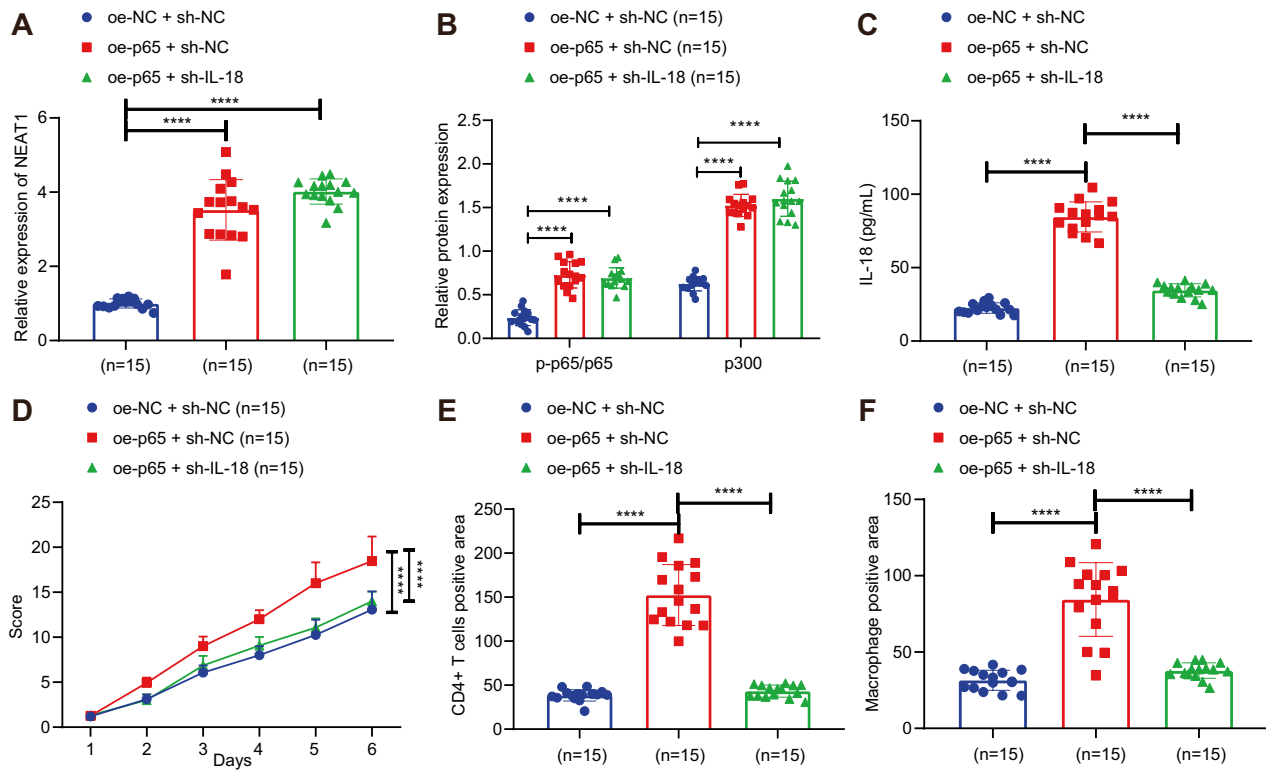 A
oe-NC + sh-NC
oe-p65 + sh-NC
oe-p65 + sh-IL-18
Relative expression of NEAT1
6
4
2
0
****
****
(n=15) (n=15) (n=15)
B
oe-NC + sh-NC (n=15)
oe-p65 + sh-NC (n=15)
oe-p65 + sh-IL-18 (n=15)
Relative protein expression
2.5
2.0
1.5
1.0
0.5
0.0
****
****
****
****
p-p65/p65 p300
C
oe-NC + sh-NC
oe-p65 + sh-NC
oe-p65 + sh-IL-18
IL-18 (pg/mL)
150
100
50
0
****
****
(n=15) (n=15) (n=15)
D
oe-NC + sh-NC (n=15)
oe-p65 + sh-NC (n=15)
oe-p65 + sh-IL-18 (n=15)
Score
25
20
15
10
5
0
****
****
1 2 3 4 5 6
Days
E
oe-NC + sh-NC
oe-p65 + sh-NC
oe-p65 + sh-IL-18
CD4+ T cells positive area
250
200
150
100
50
0
****
****
(n=15) (n=15) (n=15)
F
oe-NC + sh-NC
oe-p65 + sh-NC
oe-p65 + sh-IL-18
Macrophage positive area
150
100
50
0
****
****
(n=15) (n=15) (n=15)